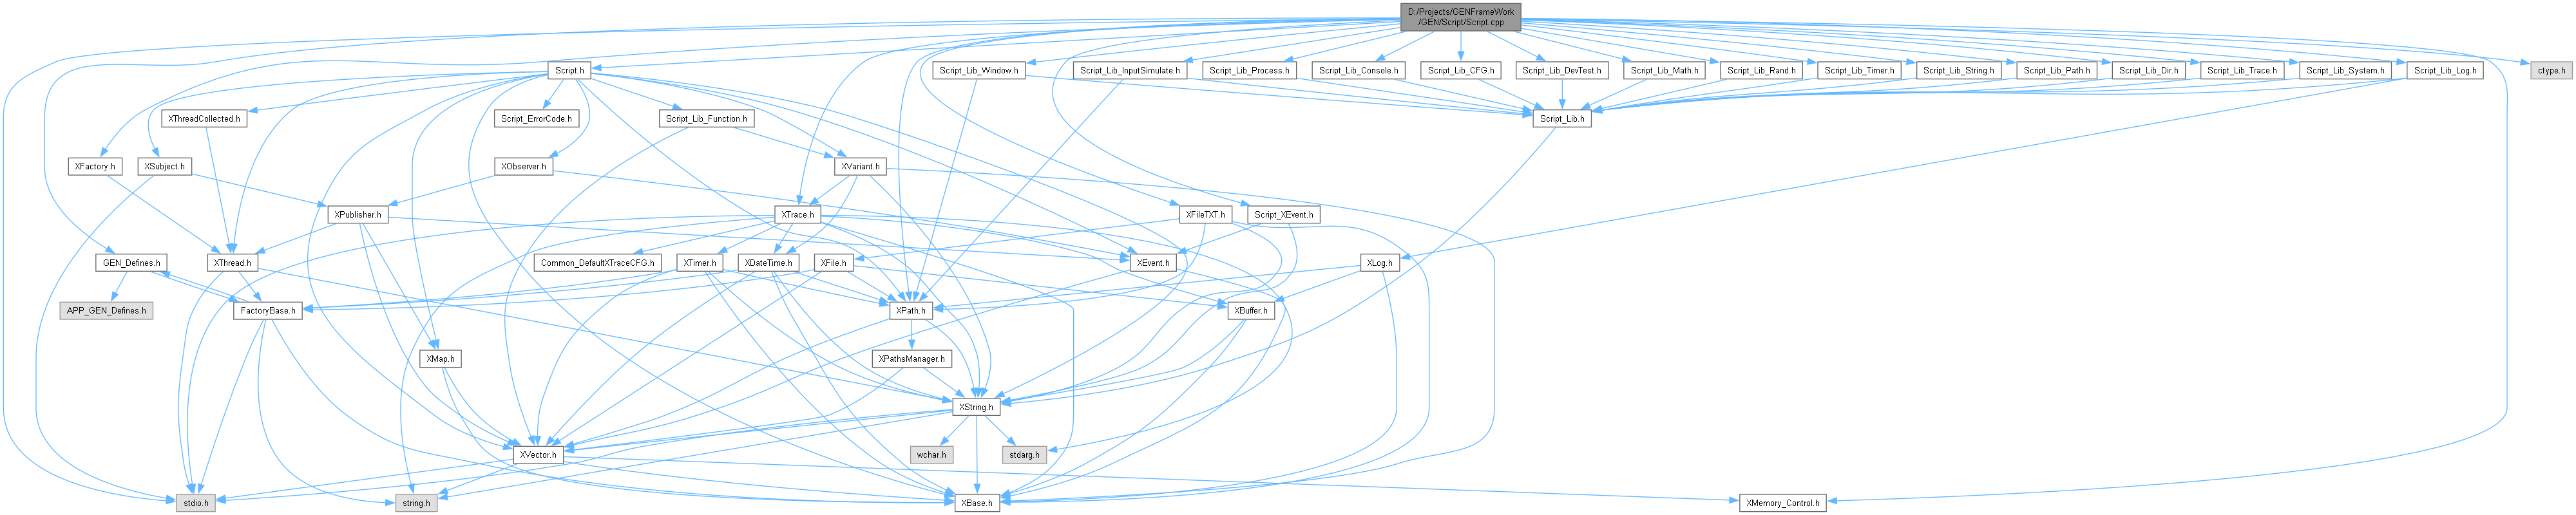 D:/Projects/GENFrameWork
/GEN/Script/Script.cpp
Script.h
Script_Lib_Window.h
Script_Lib_InputSimulate.h
Script_Lib_Process.h
Script_Lib_Console.h
Script_Lib_CFG.h
Script_Lib_DevTest.h
Script_Lib_Math.h
Script_Lib_Rand.h
Script_Lib_Timer.h
Script_Lib_String.h
Script_Lib_Path.h
Script_Lib_Dir.h
Script_Lib_Trace.h
Script_Lib_System.h
Script_Lib_Log.h
ctype.h
XThreadCollected.h
Script_ErrorCode.h
Script_Lib_Function.h
Script_Lib.h
XFactory.h
XSubject.h
XObserver.h
XVariant.h
XPublisher.h
XTrace.h
XFileTXT.h
Script_XEvent.h
GEN_Defines.h
XThread.h
Common_DefaultXTraceCFG.h
XTimer.h
XDateTime.h
XFile.h
XEvent.h
XLog.h
APP_GEN_Defines.h
FactoryBase.h
XPath.h
XBuffer.h
XMap.h
XPathsManager.h
XString.h
XVector.h
wchar.h
stdarg.h
stdio.h
string.h
XBase.h
XMemory_Control.h